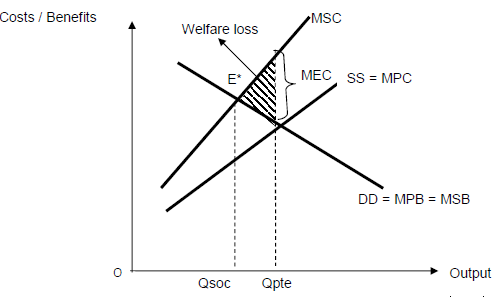 Costs / Benefits
MSC
Welfare loss
E*
MEC
SS = MPC
DD = MPB = MSB
O
Output
Qsoc
Qpte